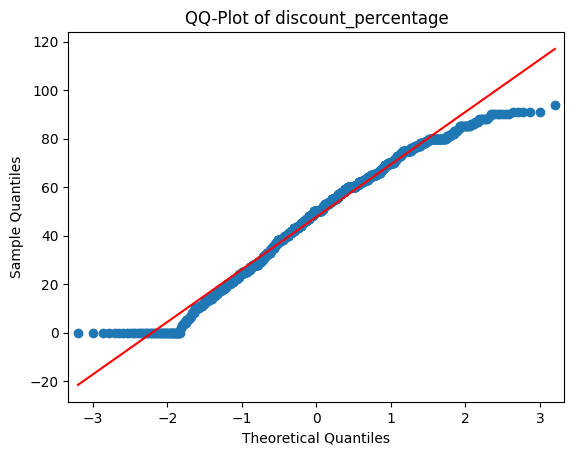 QQ-Plot of discount_percentage
120
100
80
60
40
20
0
−20
Sample Quantiles
−3 −2 −1 0 1 2 3
Theoretical Quantiles